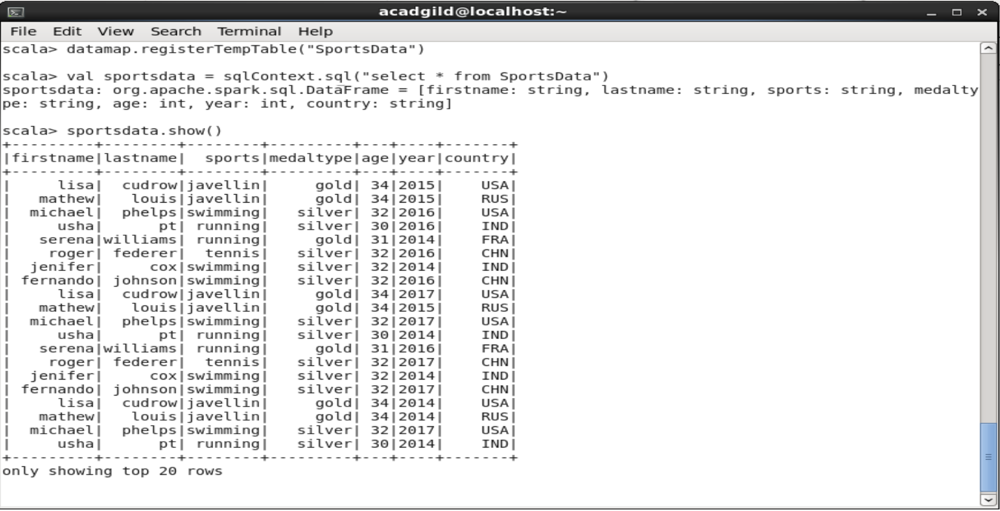 acadgild@localhost:~
File Edit View Search Terminal Help
scala> datamap.registerTempTable("SportsData")
scala> val sportsdata = sqlContext.sql("select * from SportsData")
sportsdata: org.apache.spark.sql.DataFrame = [firstname: string, lastname: string, sports: string, medalty
pe: string, age: int, year: int, country: string]
scala> sportsdata.show()
+---------+--------+--------+---------+---+----+-------+
|firstname|lastname|  sports|medaltype|age|year|country|
+---------+--------+--------+---------+---+----+-------+
|     lisa|  cudrow|javellin|     gold| 34|2015|    USA|
|   mathew|   louis|javellin|     gold| 34|2015|    RUS|
|  michael|  phelps|swimming|   silver| 32|2016|    USA|
|     usha|      pt| running|   silver| 30|2016|    IND|
|   serena|williams| running|     gold| 31|2014|    FRA|
|    roger| federer|  tennis|   silver| 32|2016|    CHN|
|  jenifer|     cox|swimming|   silver| 32|2014|    IND|
| fernando| johnson|swimming|   silver| 32|2016|    CHN|
|     lisa|  cudrow|javellin|     gold| 34|2017|    USA|
|   mathew|   louis|javellin|     gold| 34|2015|    RUS|
|  michael|  phelps|swimming|   silver| 32|2017|    USA|
|     usha|      pt| running|   silver| 30|2014|    IND|
|   serena|williams| running|     gold| 31|2016|    FRA|
|    roger| federer|  tennis|   silver| 32|2017|    CHN|
|  jenifer|     cox|swimming|   silver| 32|2014|    IND|
| fernando| johnson|swimming|   silver| 32|2017|    CHN|
|     lisa|  cudrow|javellin|     gold| 34|2014|    USA|
|   mathew|   louis|javellin|     gold| 34|2014|    RUS|
|  michael|  phelps|swimming|   silver| 32|2017|    USA|
|     usha|      pt| running|   silver| 30|2014|    IND|
+---------+--------+--------+---------+---+----+-------+
only showing top 20 rows